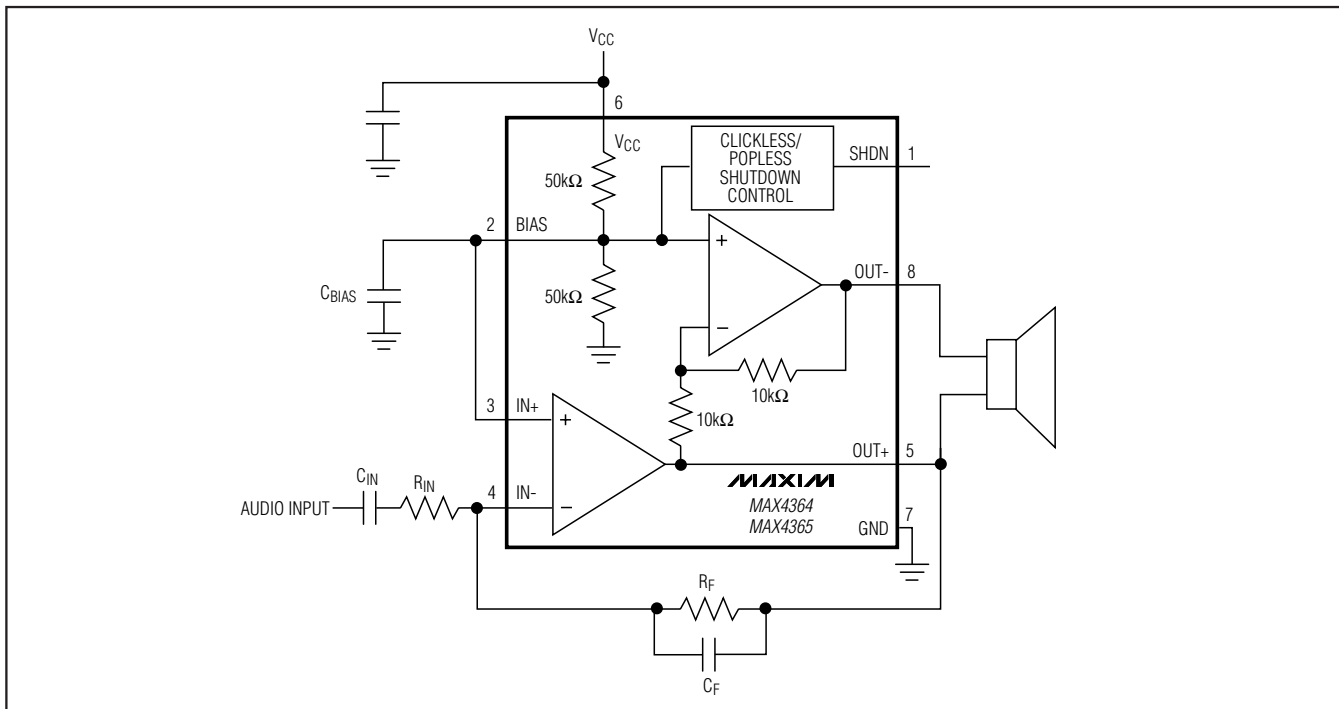 VCC
6
VCC
CLICKLESS/
POPLESS
SHUTDOWN
CONTROL
SHDN
1
50kΩ
2
BIAS
+
OUT-
8
CBIAS
50kΩ
−
10kΩ
10kΩ
3
IN+
+
OUT+
5
MAXIM
MAX4364
MAX4365
CIN
RIN
4
IN-
−
AUDIO INPUT
GND
7
RF
CF